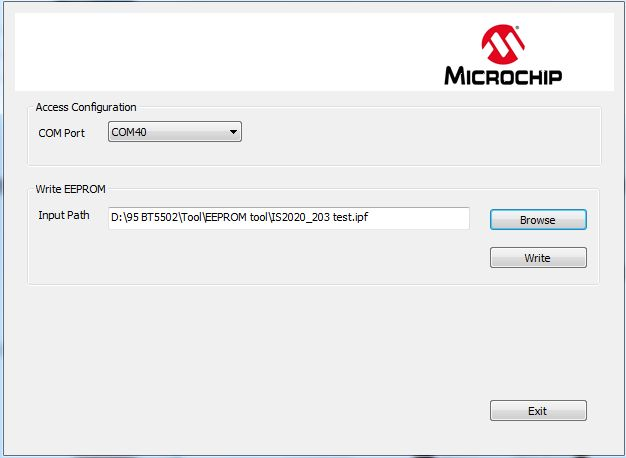 MICROCHIP
Access Configuration
COM Port
COM40
Write EEPROM
Input Path
D:\95 BT5502\Tool\EEPROM tool\IS2020_203 test.ipf
Browse
Write
Exit